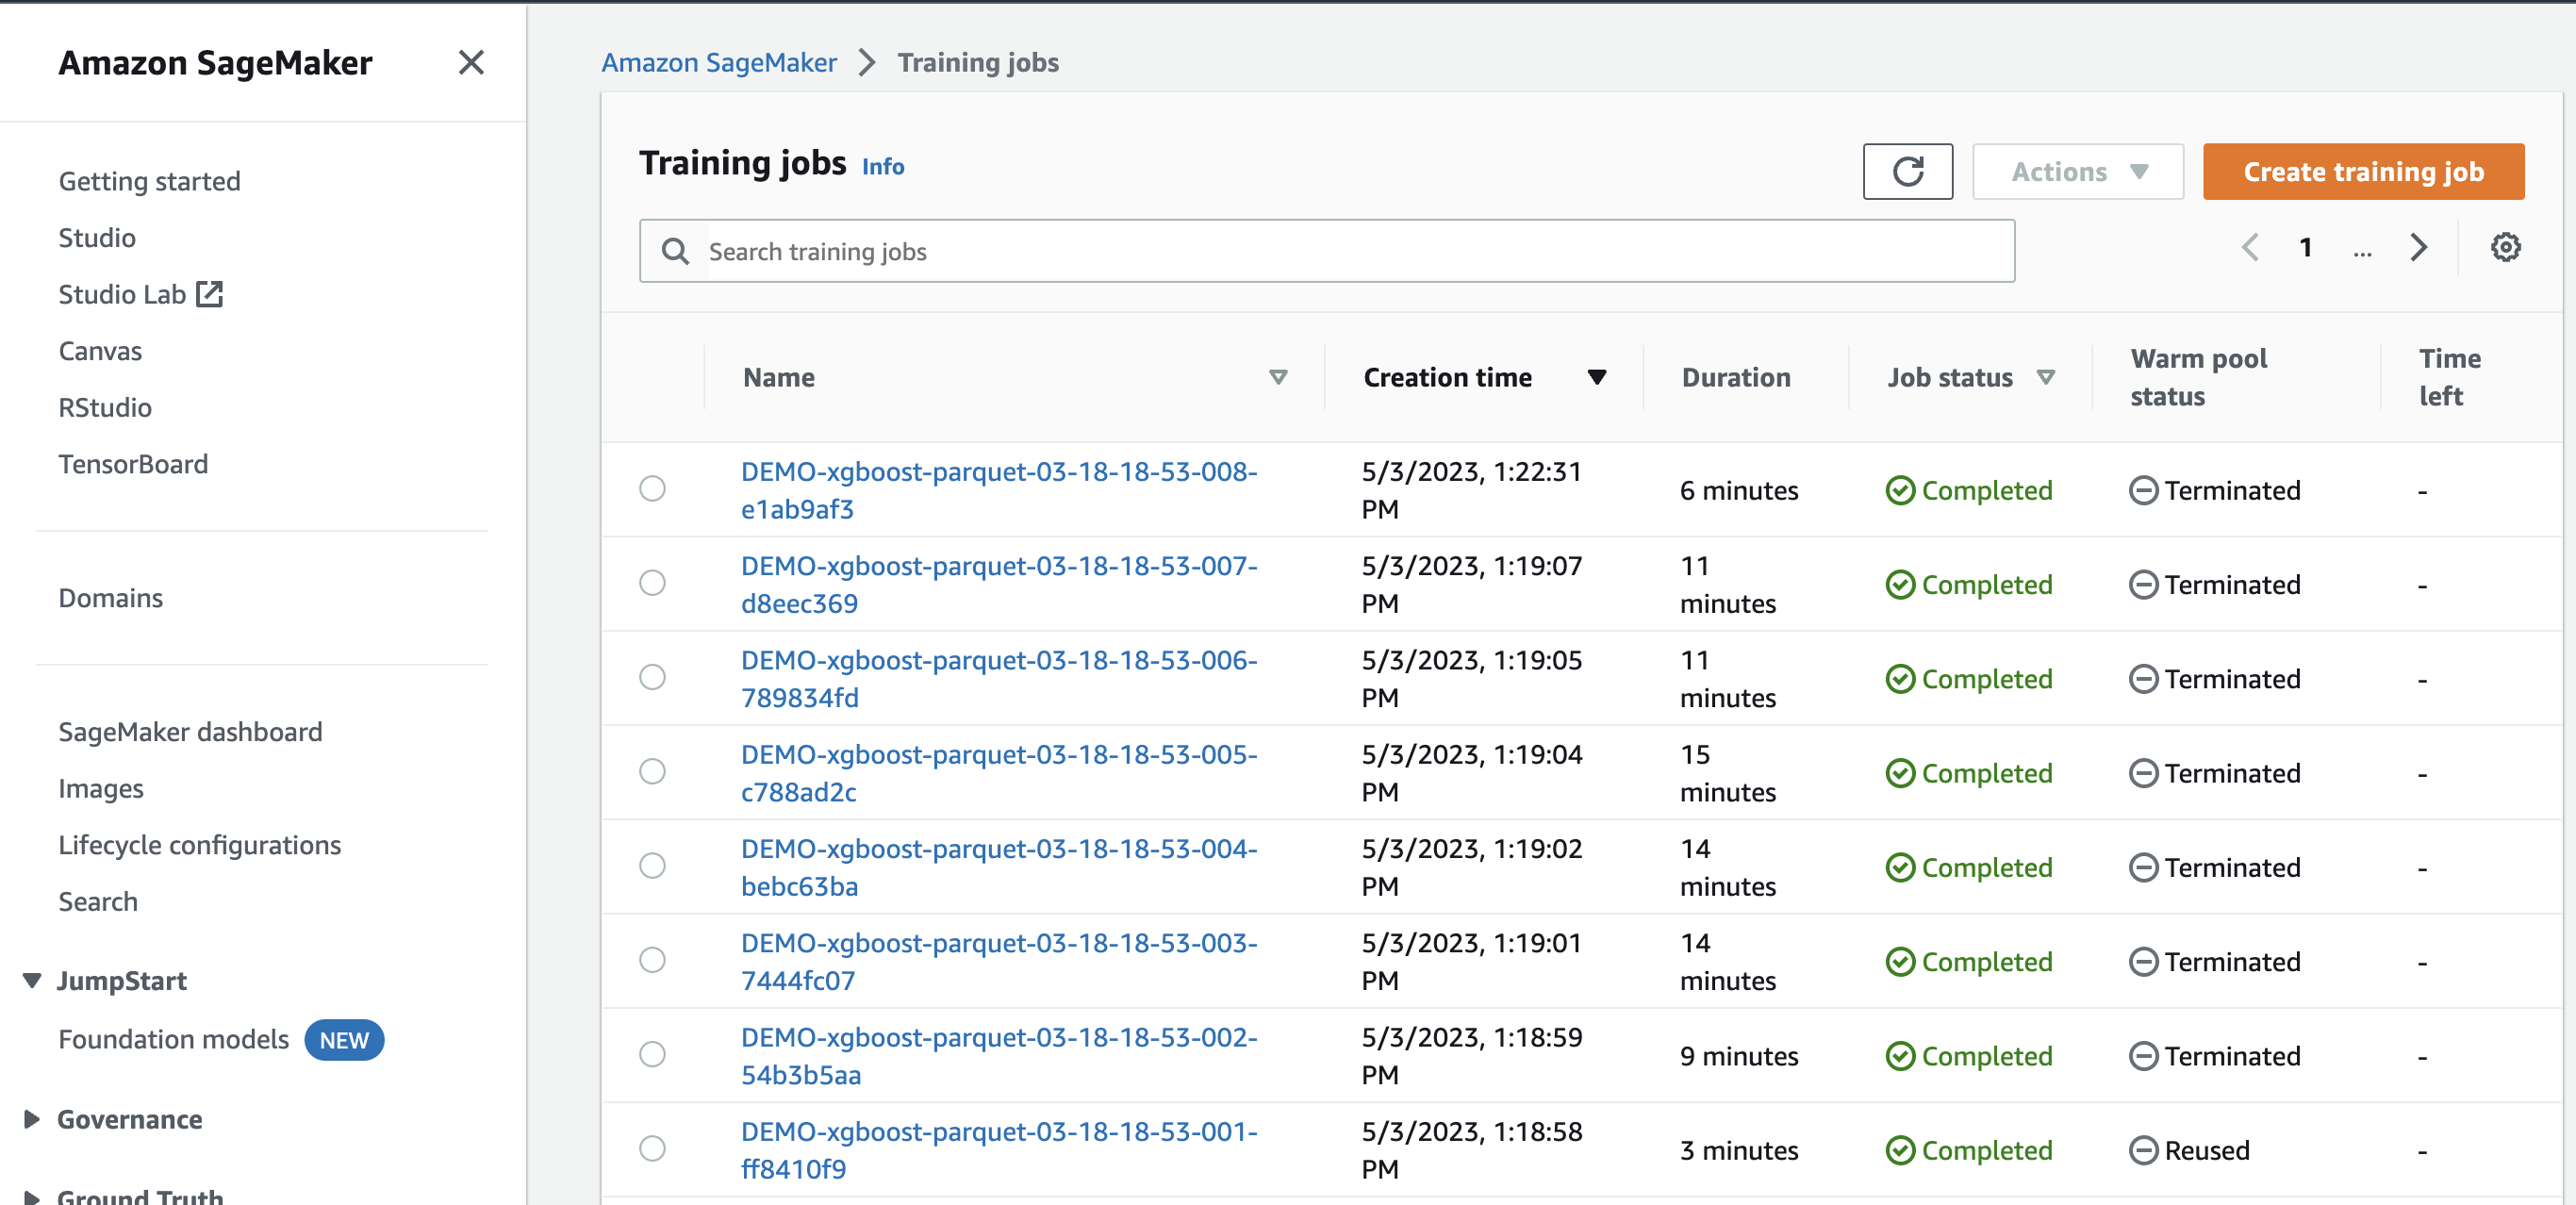 Amazon SageMaker
Getting started
Studio
Studio Lab
Canvas
RStudio
TensorBoard
Domains
SageMaker dashboard
Images
Lifecycle configurations
Search
JumpStart
Foundation models NEW
Governance
Ground Truth
Amazon SageMaker > Training jobs
Training jobs Info
Actions
Create training job
Search training jobs
1 ...
Name Creation time Duration Job status Warm pool Time
status left
DEMO-xgboost-parquet-03-18-18-53-008- 5/3/2023, 1:22:31 6 minutes Completed Terminated -
e1ab9af3 PM
DEMO-xgboost-parquet-03-18-18-53-007- 5/3/2023, 1:19:07 11 Completed Terminated -
d8eec369 PM minutes
DEMO-xgboost-parquet-03-18-18-53-006- 5/3/2023, 1:19:05 11 Completed Terminated -
789834fd PM minutes
DEMO-xgboost-parquet-03-18-18-53-005- 5/3/2023, 1:19:04 15 Completed Terminated -
c788ad2c PM minutes
DEMO-xgboost-parquet-03-18-18-53-004- 5/3/2023, 1:19:02 14 Completed Terminated -
bebc63ba PM minutes
DEMO-xgboost-parquet-03-18-18-53-003- 5/3/2023, 1:19:01 14 Completed Terminated -
7444fc07 PM minutes
DEMO-xgboost-parquet-03-18-18-53-002- 5/3/2023, 1:18:59 9 minutes Completed Terminated -
54b3b5aa PM
DEMO-xgboost-parquet-03-18-18-53-001- 5/3/2023, 1:18:58 3 minutes Completed Reused -
ff8410f9 PM